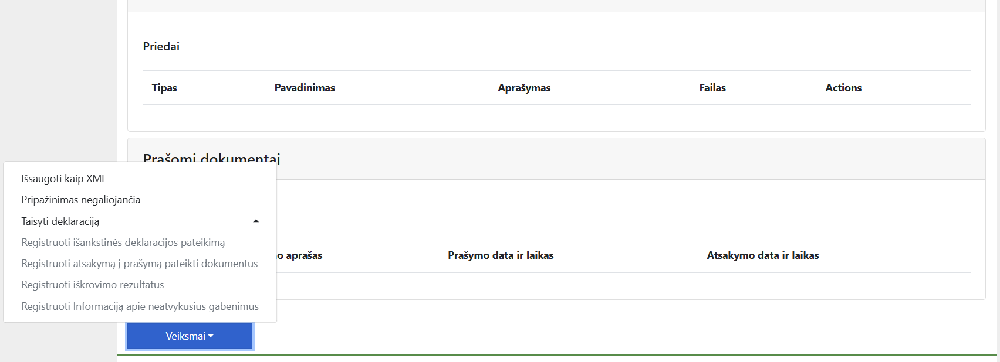 Priedai
Tipas Pavadinimas Aprašymas Failas Actions
Prašomi dokumentai
Išsaugoti kaip XML
Pripažinimas negaliojančia
Taisyti deklaraciją
Registruoti išankstinės deklaracijos pateikimą
Registruoti atsakymą į prašymą pateikti dokumentus
Registruoti iškrovimo rezultatus
Registruoti Informaciją apie neatvykusius gabenimus
aprašas Prašymo data ir laikas Atsakymo data ir laikas
Veiksmai